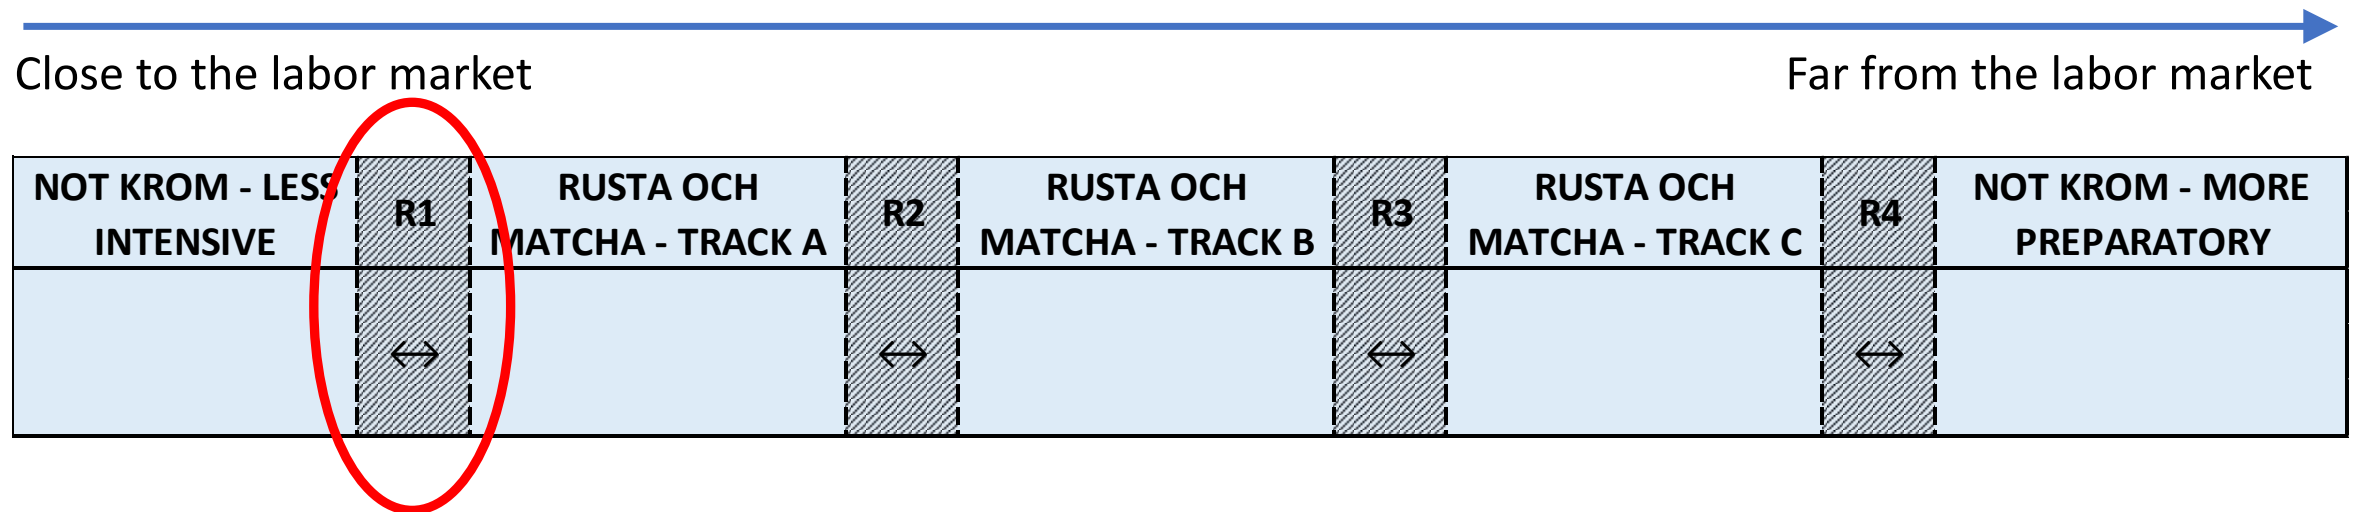 Close to the labor market
Far from the labor market
NOT KROM - LESS
INTENSIVE
R1
RUSTA OCH
MATCHA - TRACK A
R2
RUSTA OCH
MATCHA - TRACK B
R3
RUSTA OCH
MATCHA - TRACK C
R4
NOT KROM - MORE
PREPARATORY
↔
↔
↔
↔